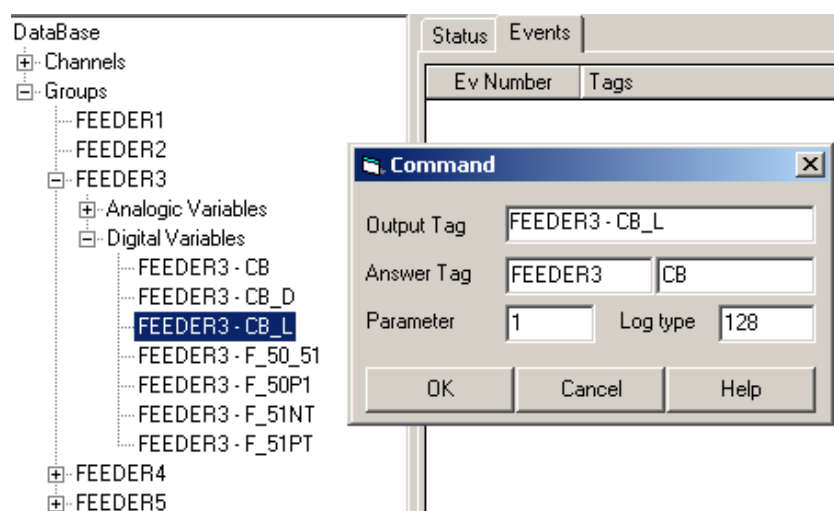 DataBase
Channels
Groups
FEEDER1
FEEDER2
FEEDER3
Analogic Variables
Digital Variables
FEEDER3 - CB
FEEDER3 - CB_D
FEEDER3 - CB_L
FEEDER3 - F_50_51
FEEDER3 - F_50P1
FEEDER3 - F_51NT
FEEDER3 - F_51PT
FEEDER4
FEEDER5
Status Events
Ev Number Tags
Command
Output Tag FEEDER3 - CB_L
Answer Tag FEEDER3 CB
Parameter 1 Log type 128
OK Cancel Help